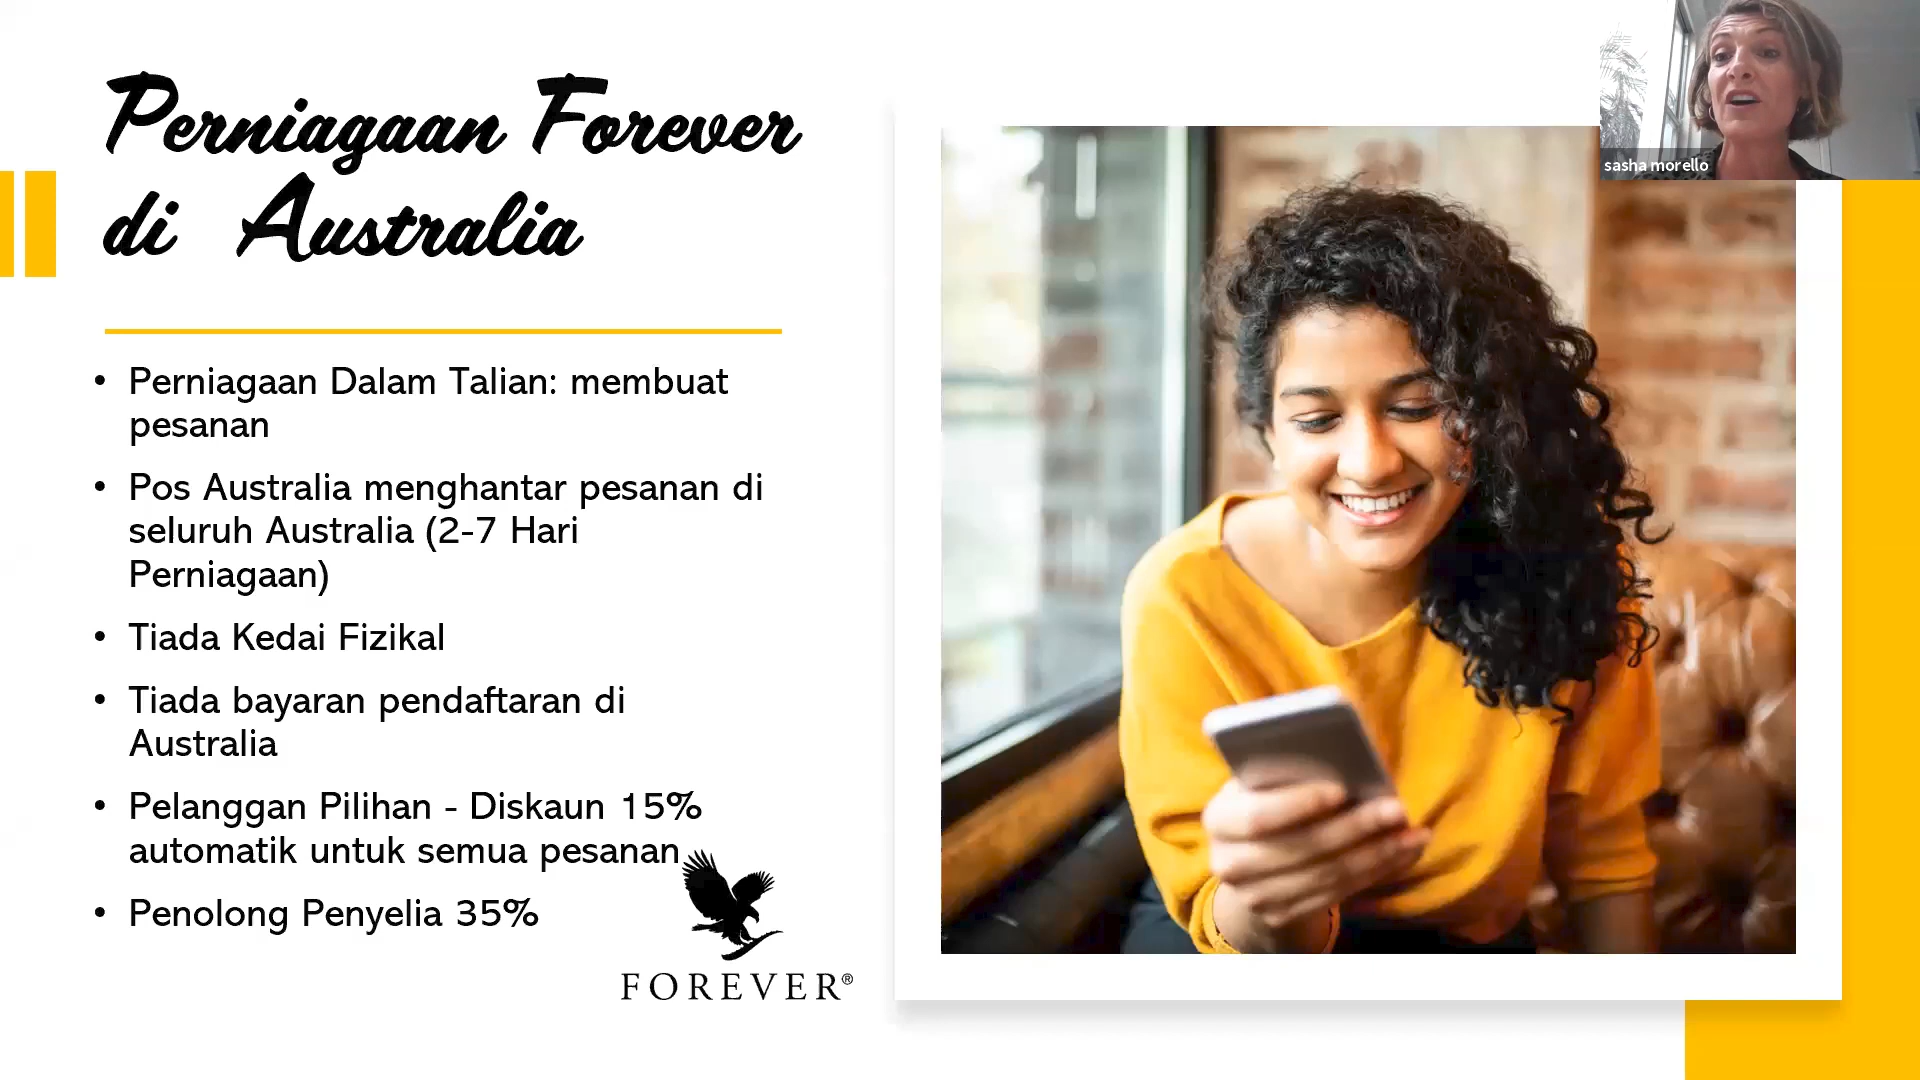 Perniagaan Forever
di Australia
• Perniagaan Dalam Talian: membuat
pesanan
• Pos Australia menghantar pesanan di
seluruh Australia (2-7 Hari
Perniagaan)
• Tiada Kedai Fizikal
• Tiada bayaran pendaftaran di
Australia
• Pelanggan Pilihan - Diskaun 15%
automatik untuk semua pesanan
• Penolong Penyelia 35%
FOREVER®
sasha morello